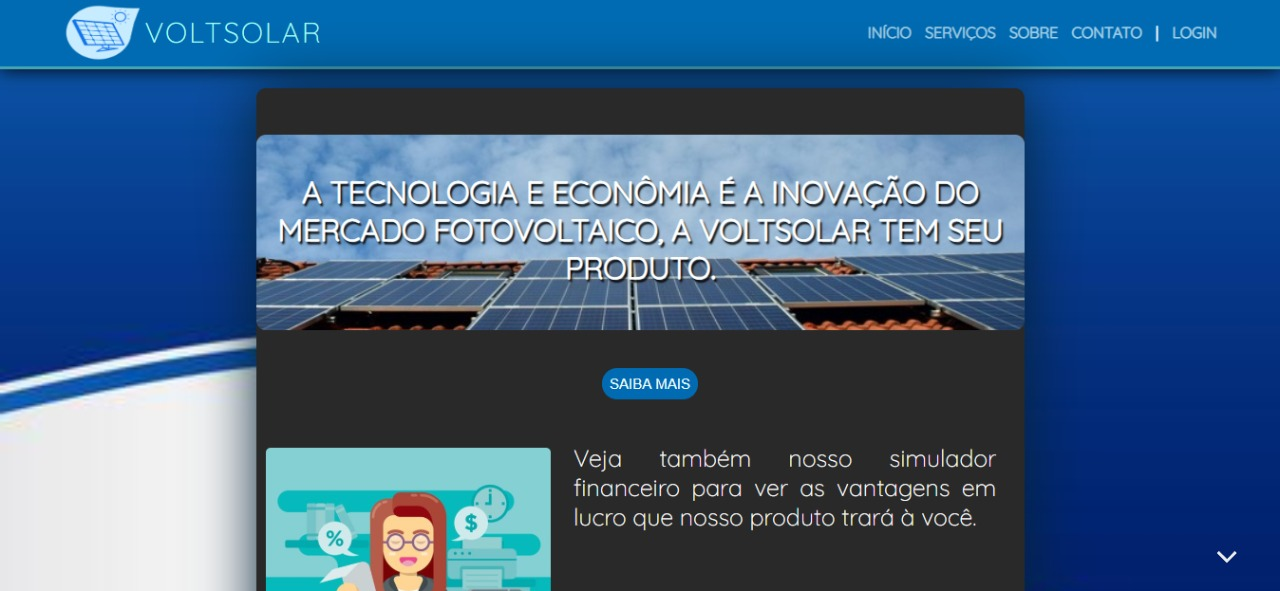 VOLTSOLAR
INÍCIO SERVIÇOS SOBRE CONTATO | LOGIN
A TECNOLOGIA E ECONÔMIA É A INOVAÇÃO DO
MERCADO FOTOVOLTAICO, A VOLTSOLAR TEM SEU
PRODUTO.
SAIBA MAIS
Veja também nosso simulador
financeiro para ver as vantagens em
lucro que nosso produto trará à você.
%
$